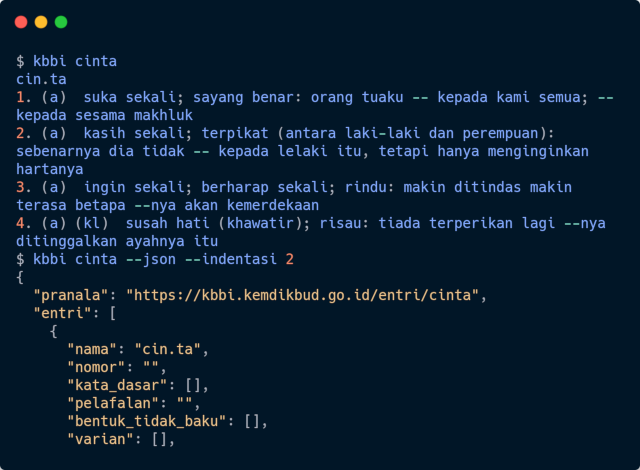 $ kbbi cinta
cin.ta
1. (a)  suka sekali; sayang benar: orang tuaku -- kepada kami semua; --
kepada sesama makhluk
2. (a)  kasih sekali; terpikat (antara laki-laki dan perempuan):
sebenarnya dia tidak -- kepada lelaki itu, tetapi hanya menginginkan
hartanya
3. (a)  ingin sekali; berharap sekali; rindu: makin ditindas makin
terasa betapa --nya akan kemerdekaan
4. (a) (kl)  susah hati (khawatir); risau: tiada terperikan lagi --nya
ditinggalkan ayahnya itu
$ kbbi cinta --json --indentasi 2
{
  "pranala": "https://kbbi.kemdikbud.go.id/entri/cinta",
  "entri": [
    {
      "nama": "cin.ta",
      "nomor": "",
      "kata_dasar": [],
      "pelafalan": "",
      "bentuk_tidak_baku": [],
      "varian": [],